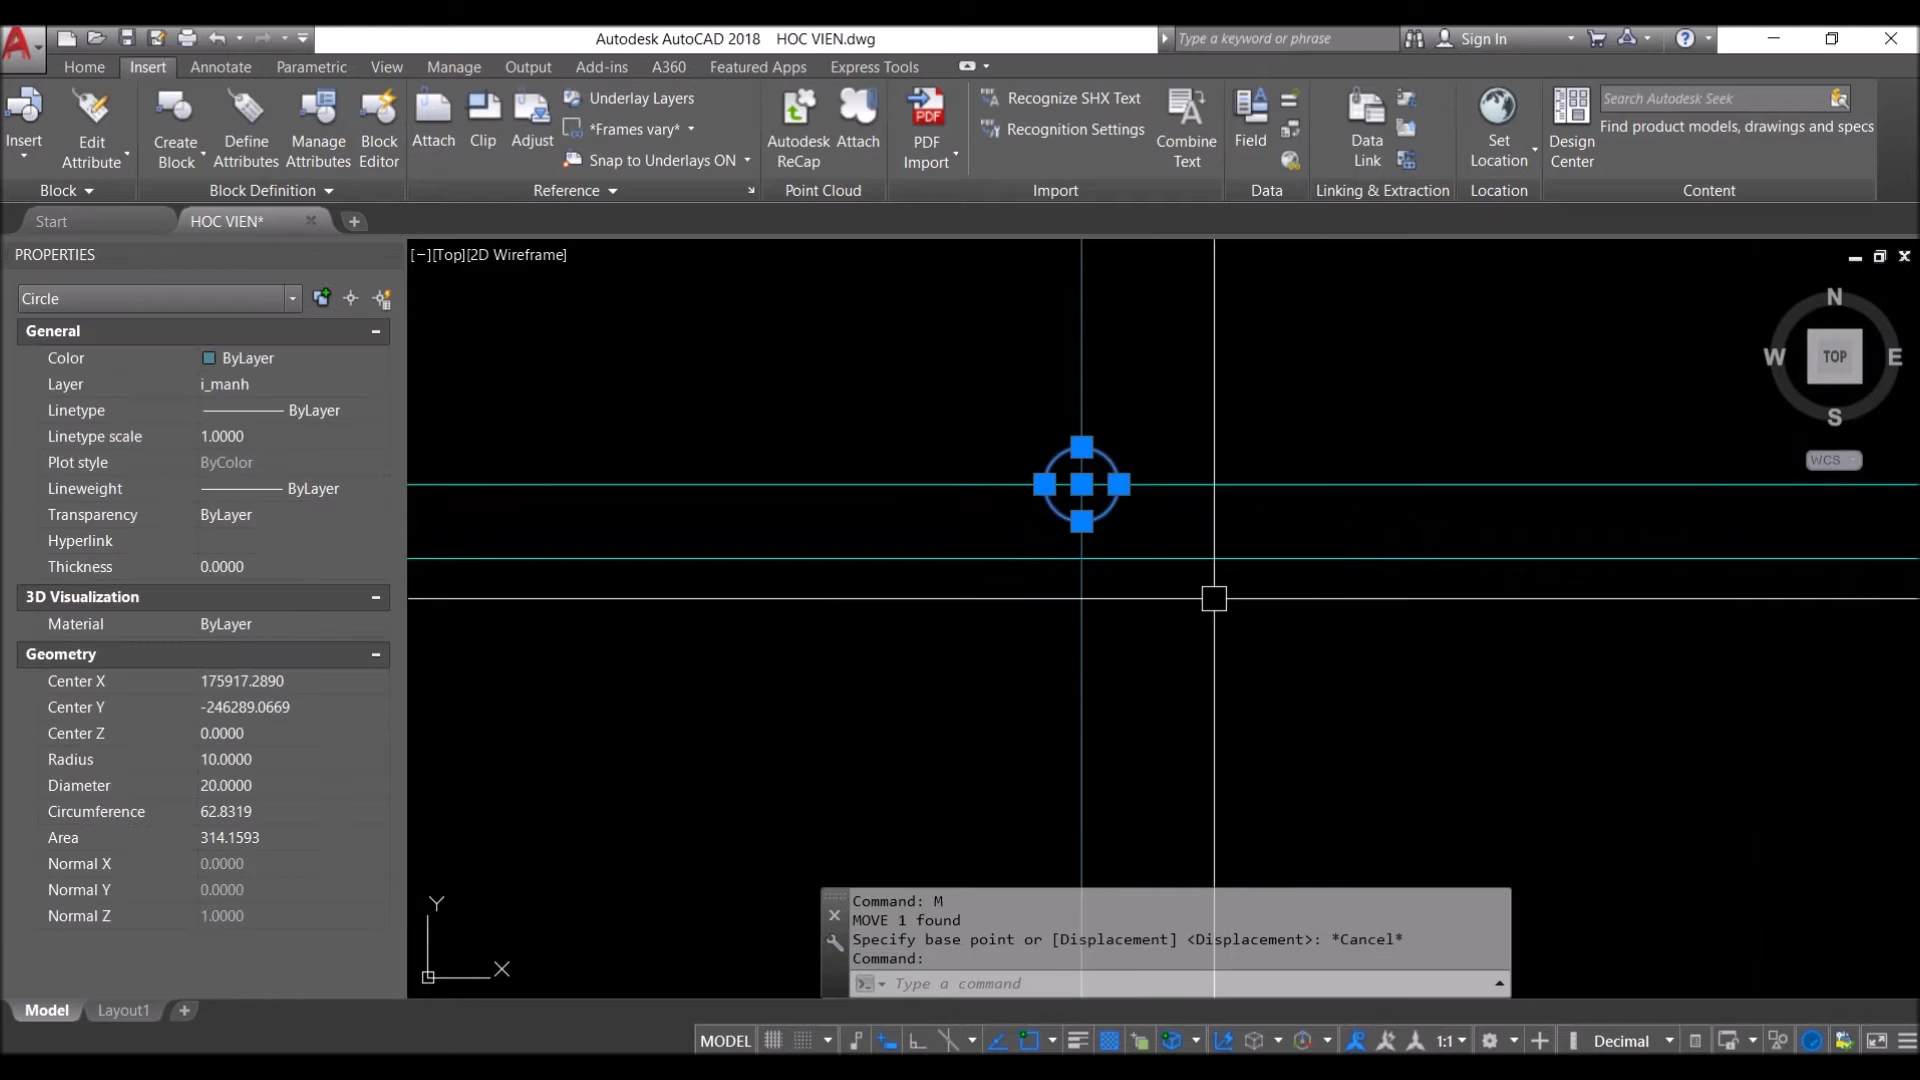 Autodesk AutoCAD 2018 HOC VIEN.dwg
Type a keyword or phrase
Sign In
Home Insert Annotate Parametric View Manage Output Add-ins A360 Featured Apps Express Tools
Insert
Edit Attribute
Create Block
Define Attributes
Manage Attributes
Block Editor
Attach
Clip
Adjust
Underlay Layers
*Frames vary*
Snap to Underlays ON
Autodesk ReCap
Attach
PDF
PDF Import
Recognize SHX Text
Recognition Settings
Combine Text
Field
Data Link
Set Location
Design Center
Search Autodesk Seek
Find product models, drawings and specs
Block
Block Definition
Reference
Point Cloud
Import
Data
Linking & Extraction
Location
Content
Start
HOC VIEN*
PROPERTIES
[−][Top][2D Wireframe]
Circle
General
Color ByLayer
Layer i_manh
Linetype ByLayer
Linetype scale 1.0000
Plot style ByColor
Lineweight ByLayer
Transparency ByLayer
Hyperlink
Thickness 0.0000
3D Visualization
Material ByLayer
Geometry
Center X 175917.2890
Center Y -246289.0669
Center Z 0.0000
Radius 10.0000
Diameter 20.0000
Circumference 62.8319
Area 314.1593
Normal X 0.0000
Normal Y 0.0000
Normal Z 1.0000
N
W TOP E
S
WCS
Y
X
Command: M
MOVE 1 found
Specify base point or [Displacement] <Displacement>: *Cancel*
Command:
Type a command
Model Layout1
MODEL 1:1 Decimal